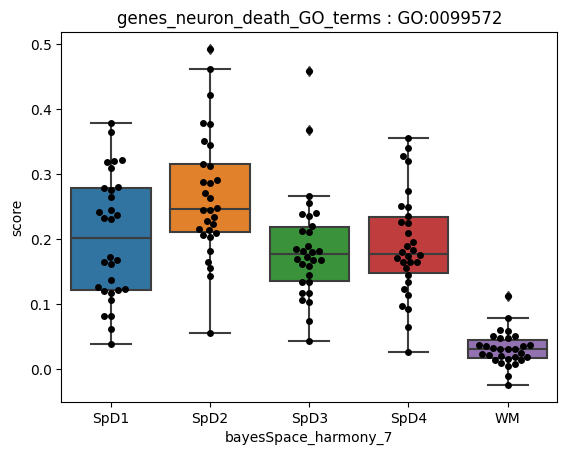 genes_neuron_death_GO_terms : GO:0099572
0.5
0.4
0.3
0.2
0.1
0.0
score
SpD1 SpD2 SpD3 SpD4 WM
bayesSpace_harmony_7